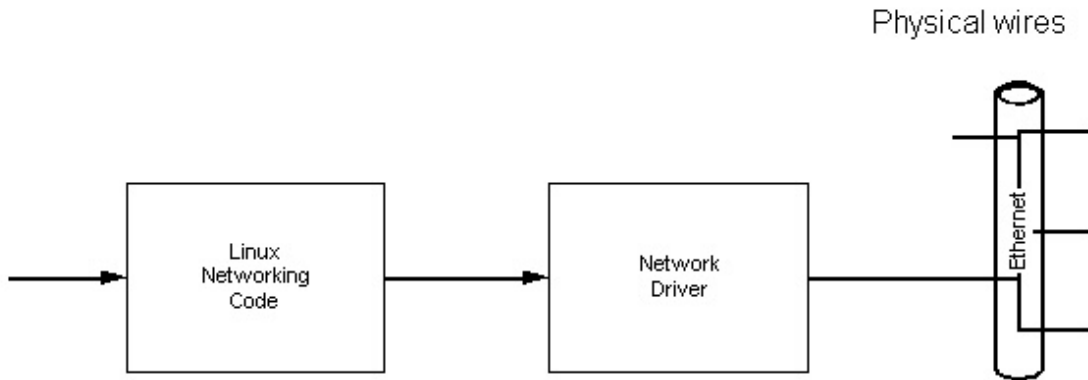 Physical wires
Linux
Networking
Code
Network
Driver
Ethernet